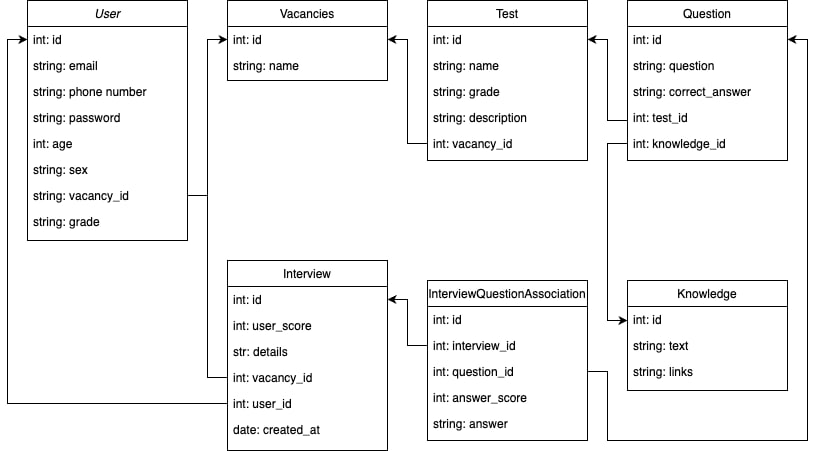 User
int: id
string: email
string: phone number
string: password
int: age
string: sex
string: vacancy_id
string: grade
Vacancies
int: id
string: name
Test
int: id
string: name
string: grade
string: description
int: vacancy_id
Question
int: id
string: question
string: correct_answer
int: test_id
int: knowledge_id
Interview
int: id
int: user_score
str: details
int: vacancy_id
int: user_id
date: created_at
InterviewQuestionAssociation
int: id
int: interview_id
int: question_id
int: answer_score
string: answer
Knowledge
int: id
string: text
string: links